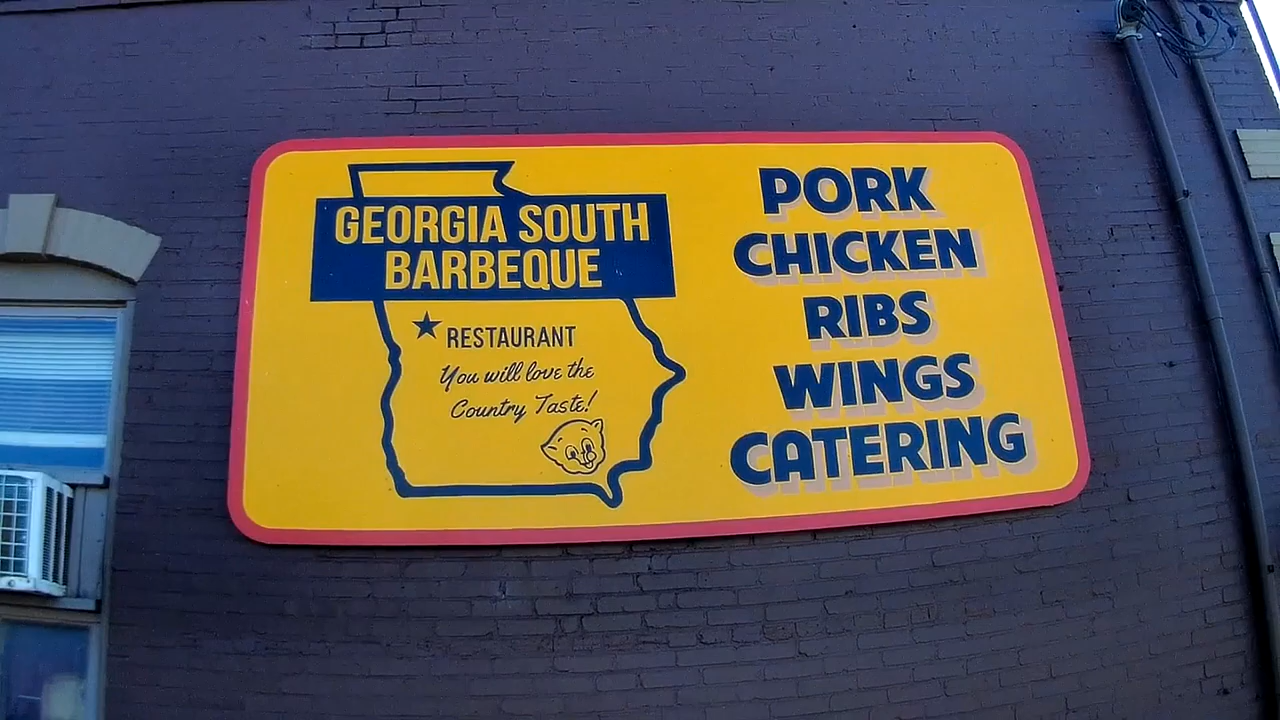 GEORGIA SOUTH
BARBEQUE
RESTAURANT
You will love the
Country Taste!
PORK
CHICKEN
RIBS
WINGS
CATERING